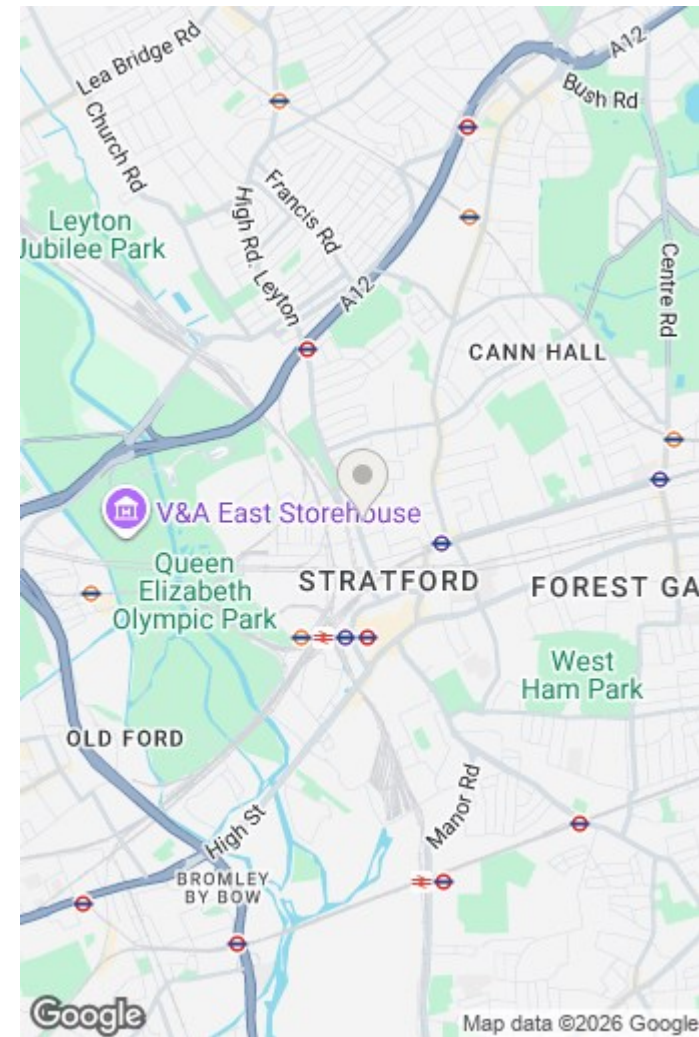 Lea Bridge Rd
A12
Bush Rd
Church Rd
Francis Rd
Leyton
Jubilee Park
High Rd. Leyton
A12
Centre Rd
CANN HALL
V&A East Storehouse
Queen
Elizabeth
Olympic Park
STRATFORD
FOREST GA
West
Ham Park
OLD FORD
Manor Rd
High St
BROMLEY
BY BOW
Google
Map data ©2026 Google